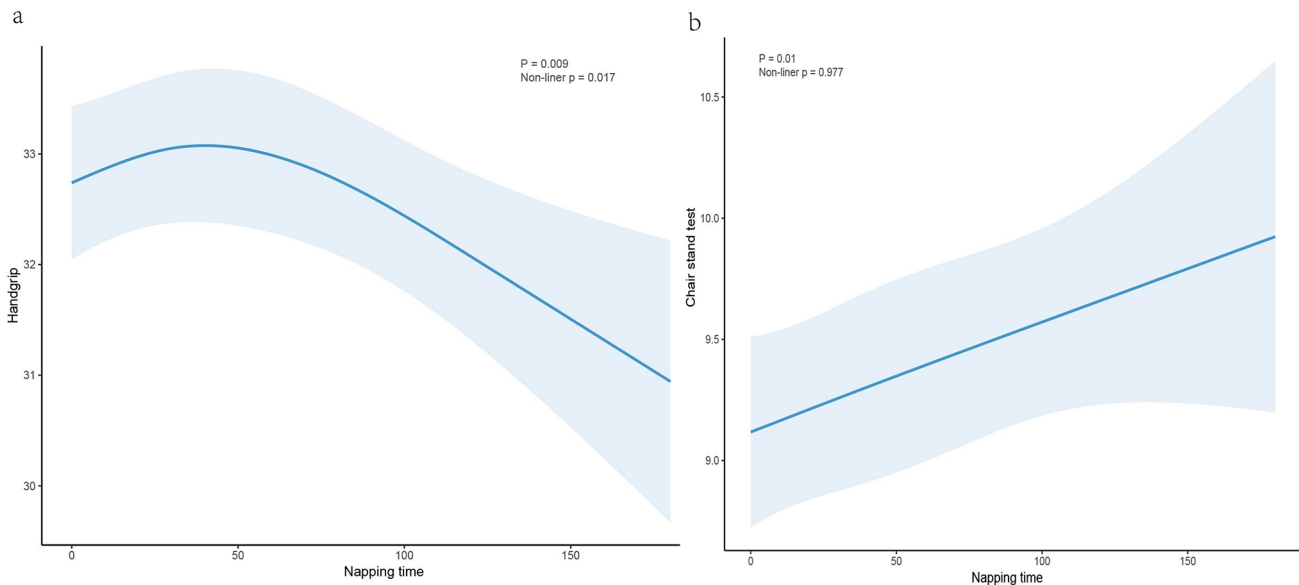 a
P = 0.009
Non-liner p = 0.017
Handgrip
33
32
31
30
0
50
100
150
Napping time
b
P = 0.01
Non-liner p = 0.977
Chair stand test
10.5
10.0
9.5
9.0
0
50
100
150
Napping time